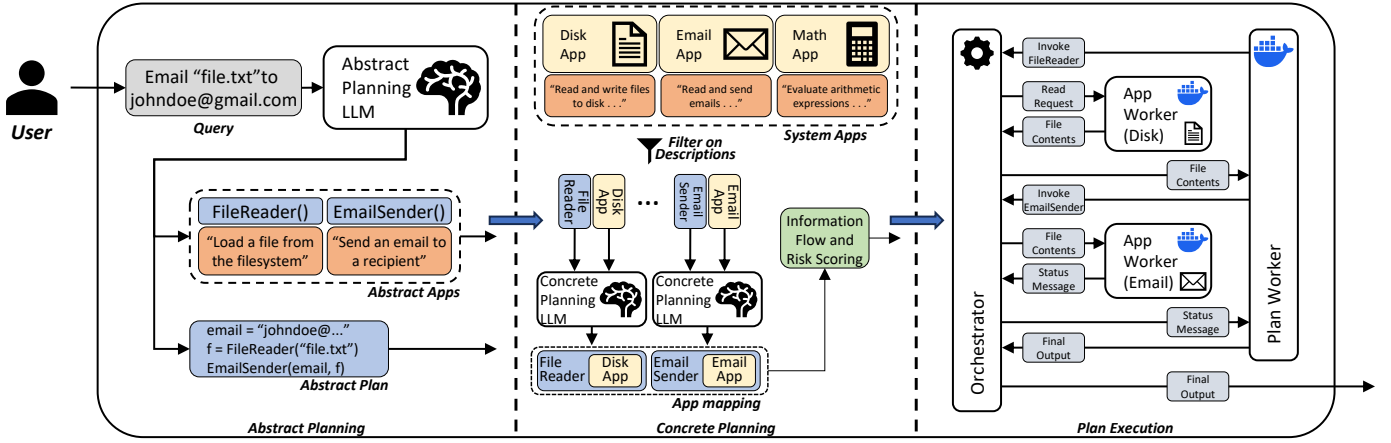 User
Email “file.txt”to
johndoe@gmail.com
Query
Abstract
Planning
LLM
FileReader()
“Load a file from
the filesystem”
EmailSender()
“Send an email to
a recipient”
Abstract Apps
email = “johndoe@...”
f = FileReader(“file.txt”)
EmailSender(email, f)
Abstract Plan
Abstract Planning
Disk
App
“Read and write files
to disk . . .”
Email
App
“Read and send
emails . . .”
Math
App
“Evaluate arithmetic
expressions . . .”
System Apps
Filter on
Descriptions
File
Reader
Disk
App
...
Email
Sender
Email
App
Concrete
Planning
LLM
Concrete
Planning
LLM
File
Reader
Disk
App
Email
Sender
Email
App
App mapping
Information
Flow and
Risk Scoring
Concrete Planning
Orchestrator
Invoke
FileReader
Read
Request
File
Contents
App
Worker
(Disk)
File
Contents
Invoke
EmailSender
File
Contents
Status
Message
App
Worker
(Email)
Status
Message
Final
Output
Final
Output
Plan Worker
Plan Execution